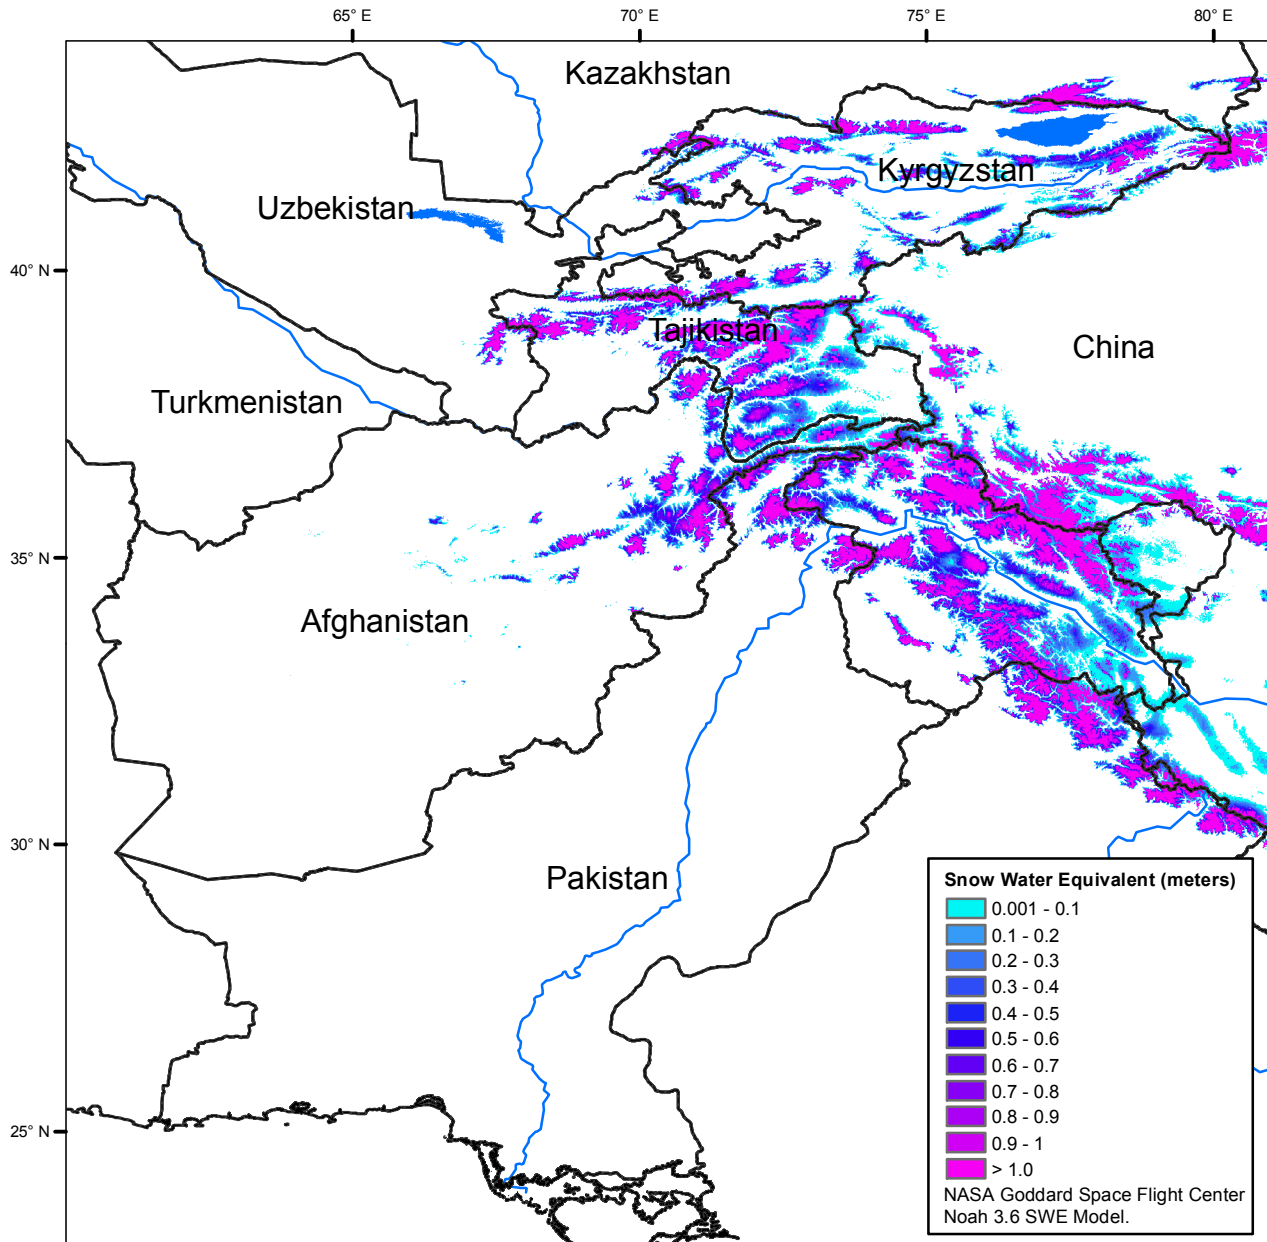 65° E
70° E
75° E
80° E
Kazakhstan
Kyrgyzstan
Uzbekistan
40° N
Tajikistan
China
Turkmenistan
35° N
Afghanistan
30° N
Pakistan
25° N
Snow Water Equivalent (meters)
0.001 - 0.1
0.1 - 0.2
0.2 - 0.3
0.3 - 0.4
0.4 - 0.5
0.5 - 0.6
0.6 - 0.7
0.7 - 0.8
0.8 - 0.9
0.9 - 1
> 1.0
NASA Goddard Space Flight Center
Noah 3.6 SWE Model.